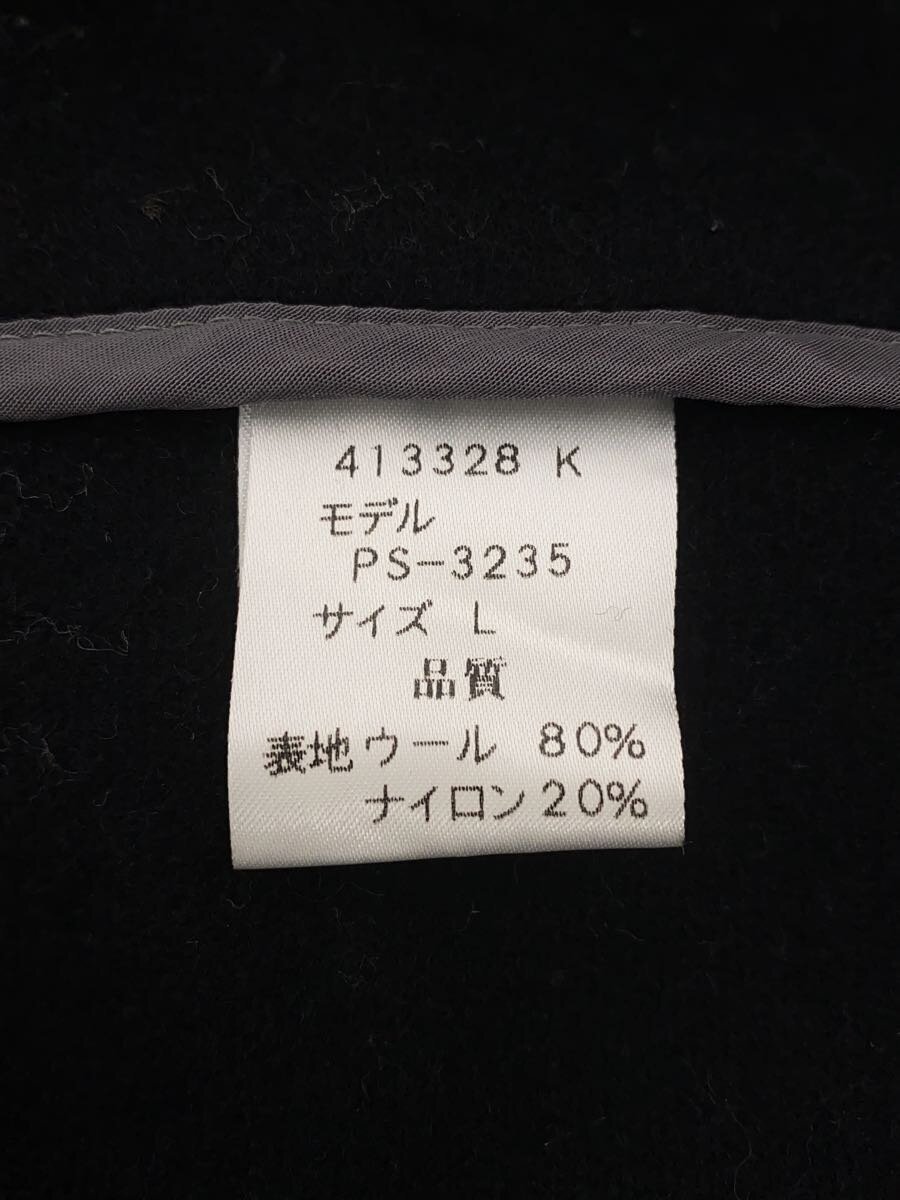 413328 K
モデル
PS-3235
サイズ L
品質
表地ウール 80%
ナイロン20%